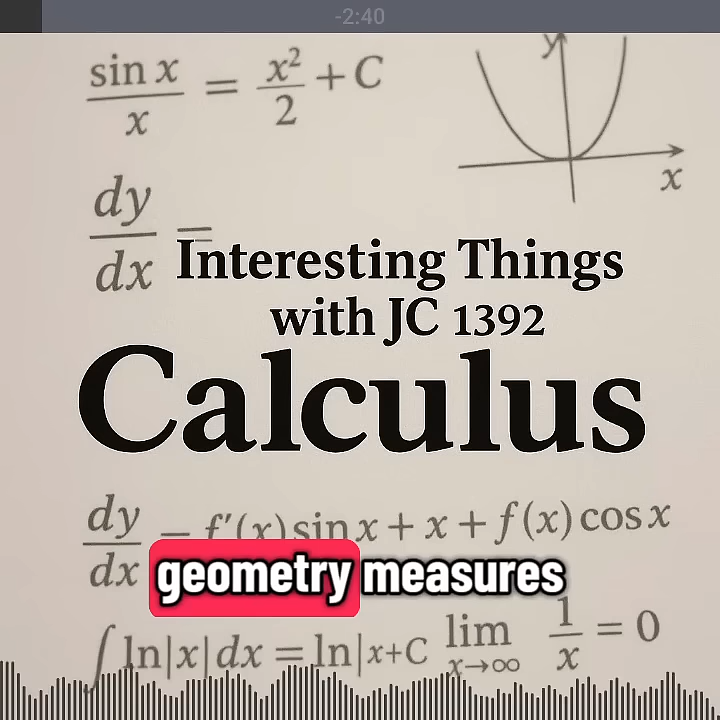 -2:40
sin x / x = x² / 2 + C
y
x
dy / dx =
Interesting Things
with JC 1392
Calculus
dy / dx = f′(x) sin x + x + f(x) cos x
geometry measures
∫ ln|x| dx = ln|x+C lim x→∞ 1 / x = 0